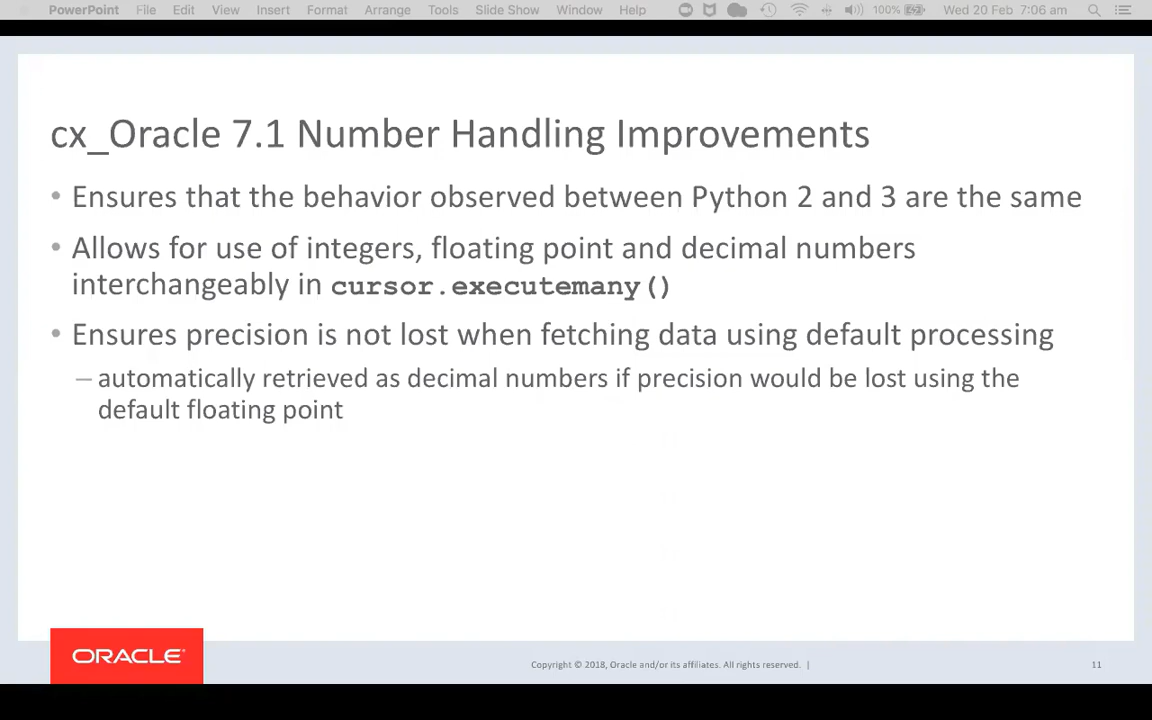 PowerPoint File Edit View Insert Format Arrange Tools Slide Show Window Help 100% Wed 20 Feb 7:06 am
cx_Oracle 7.1 Number Handling Improvements
• Ensures that the behavior observed between Python 2 and 3 are the same
• Allows for use of integers, floating point and decimal numbers
interchangeably in cursor.executemany()
• Ensures precision is not lost when fetching data using default processing
– automatically retrieved as decimal numbers if precision would be lost using the
default floating point
ORACLE®
Copyright © 2018, Oracle and/or its affiliates. All rights reserved. | 11